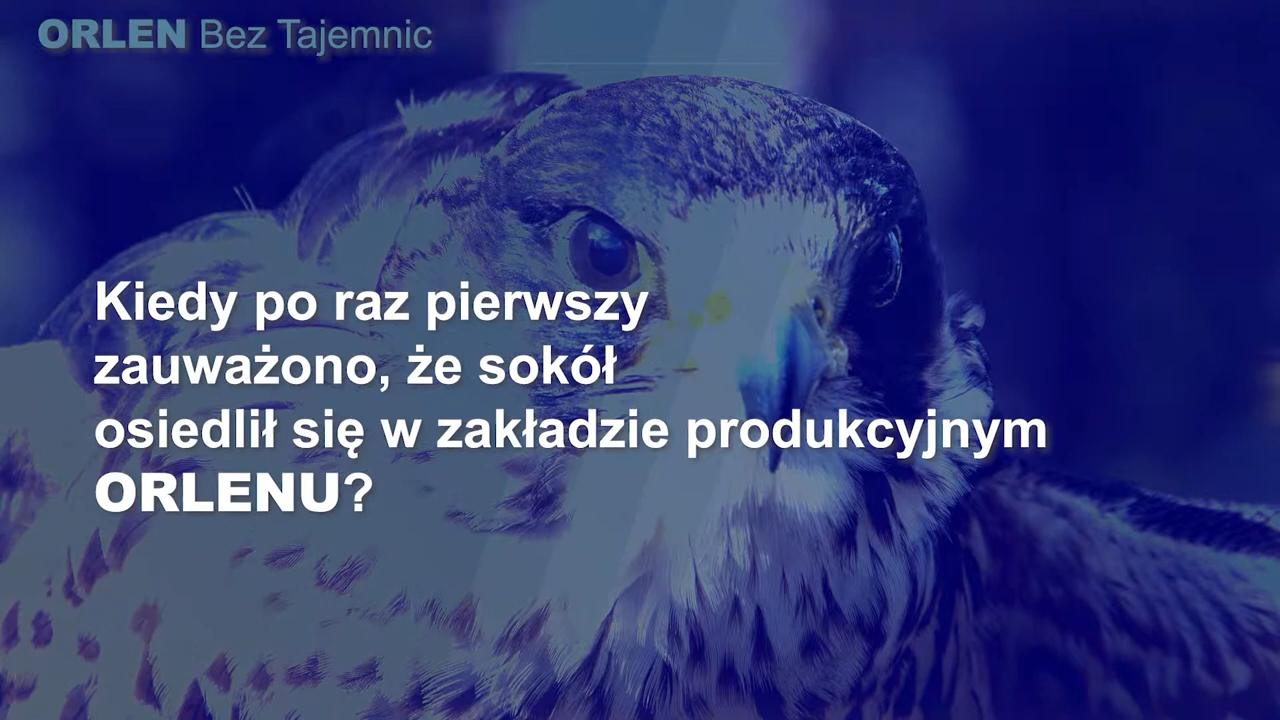 ORLEN Bez Tajemnic
Kiedy po raz pierwszy
zauważono, że sokół
osiedlił się w zakładzie produkcyjnym
ORLENU?